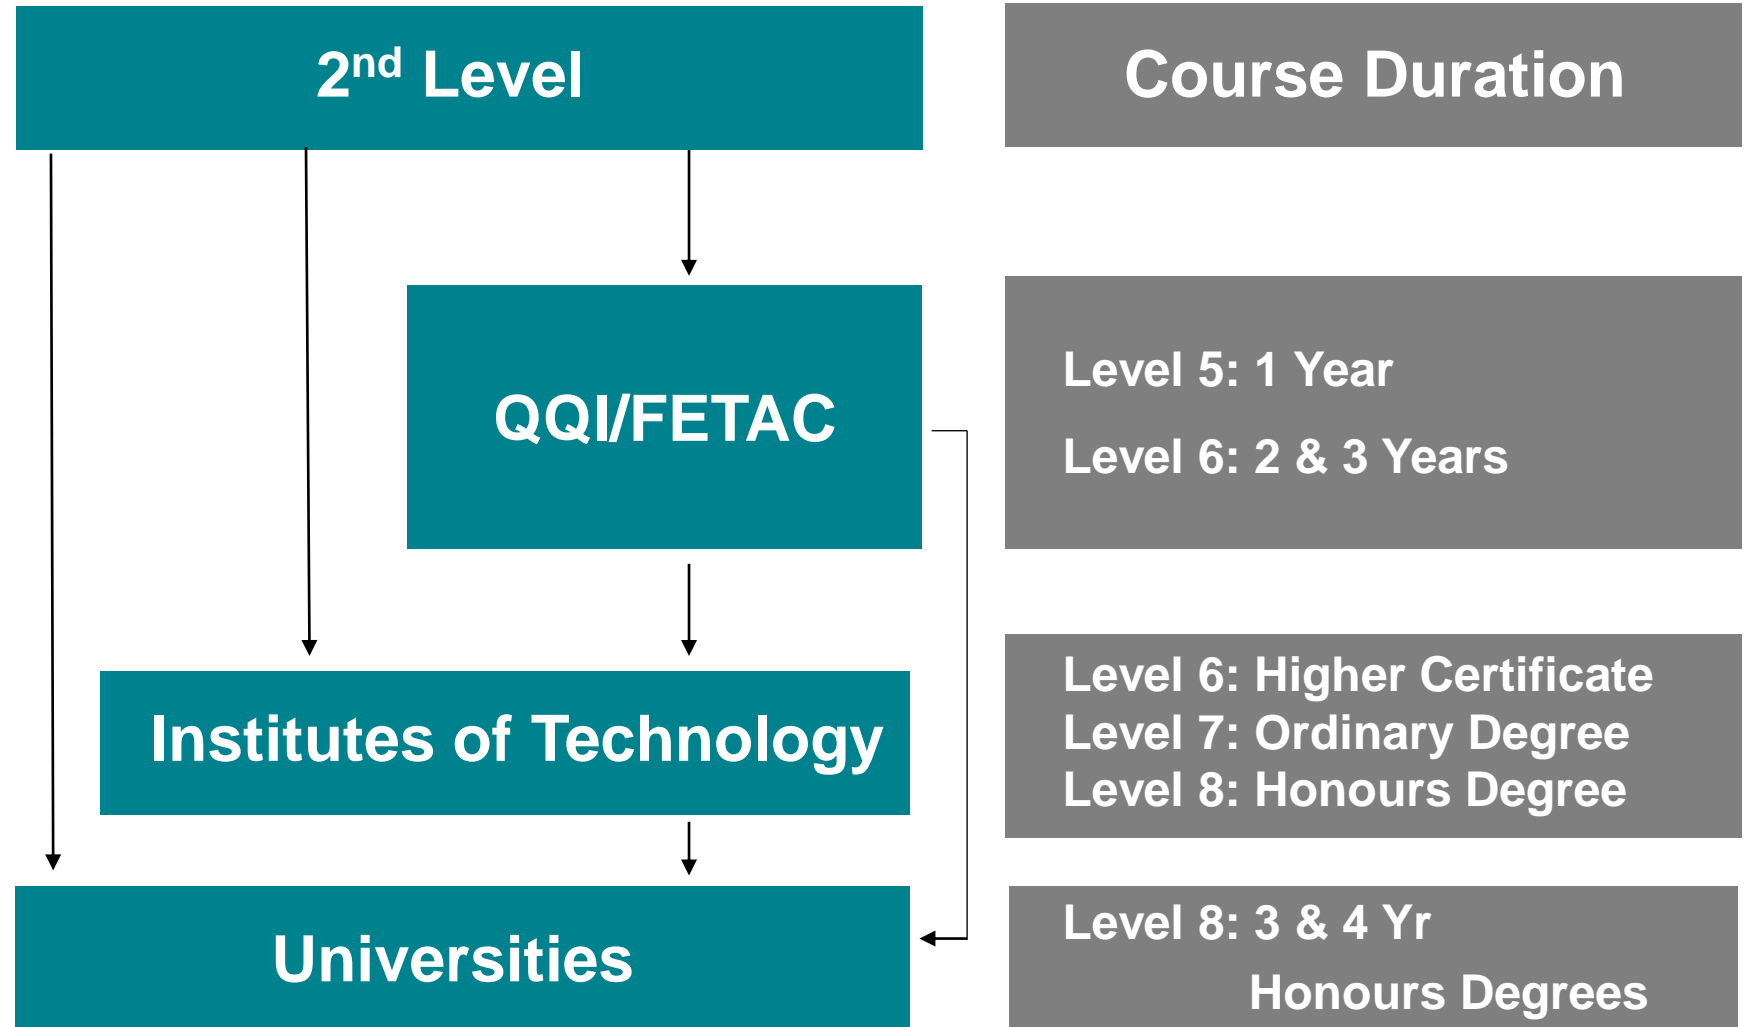 2nd Level
Course Duration
QQI/FETAC
Level 5: 1 Year
Level 6: 2 & 3 Years
Institutes of Technology
Level 6: Higher Certificate
Level 7: Ordinary Degree
Level 8: Honours Degree
Universities
Level 8: 3 & 4 Yr
Honours Degrees